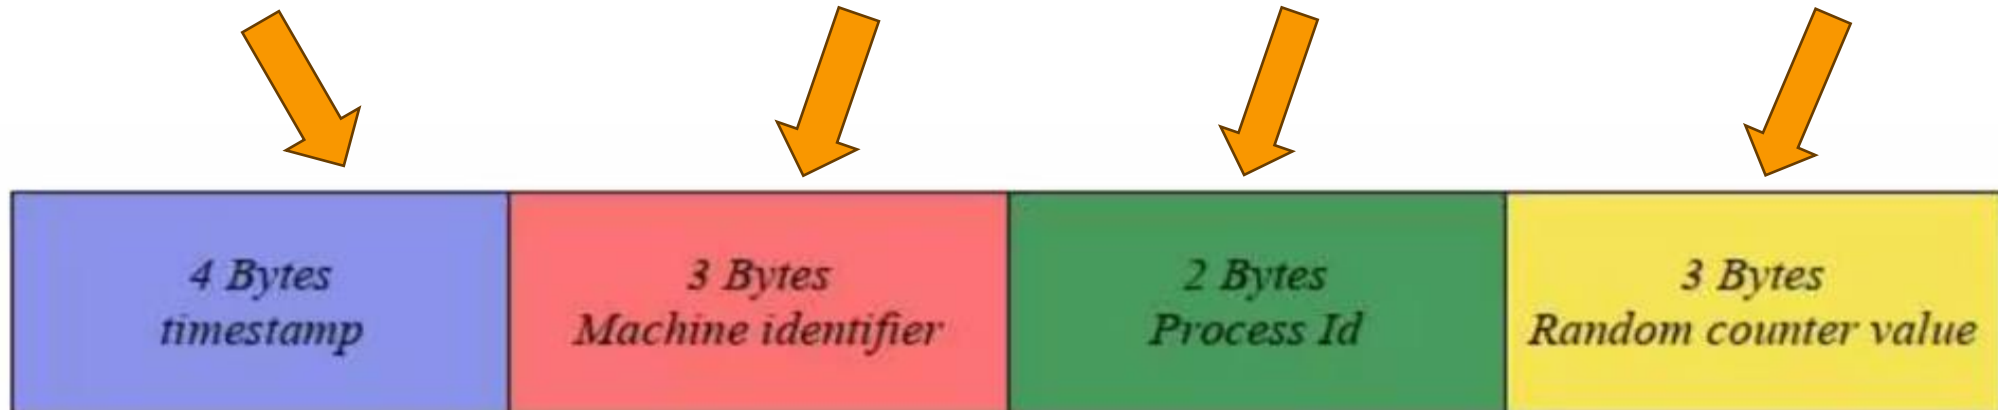 4 Bytes
timestamp
3 Bytes
Machine identifier
2 Bytes
Process Id
3 Bytes
Random counter value